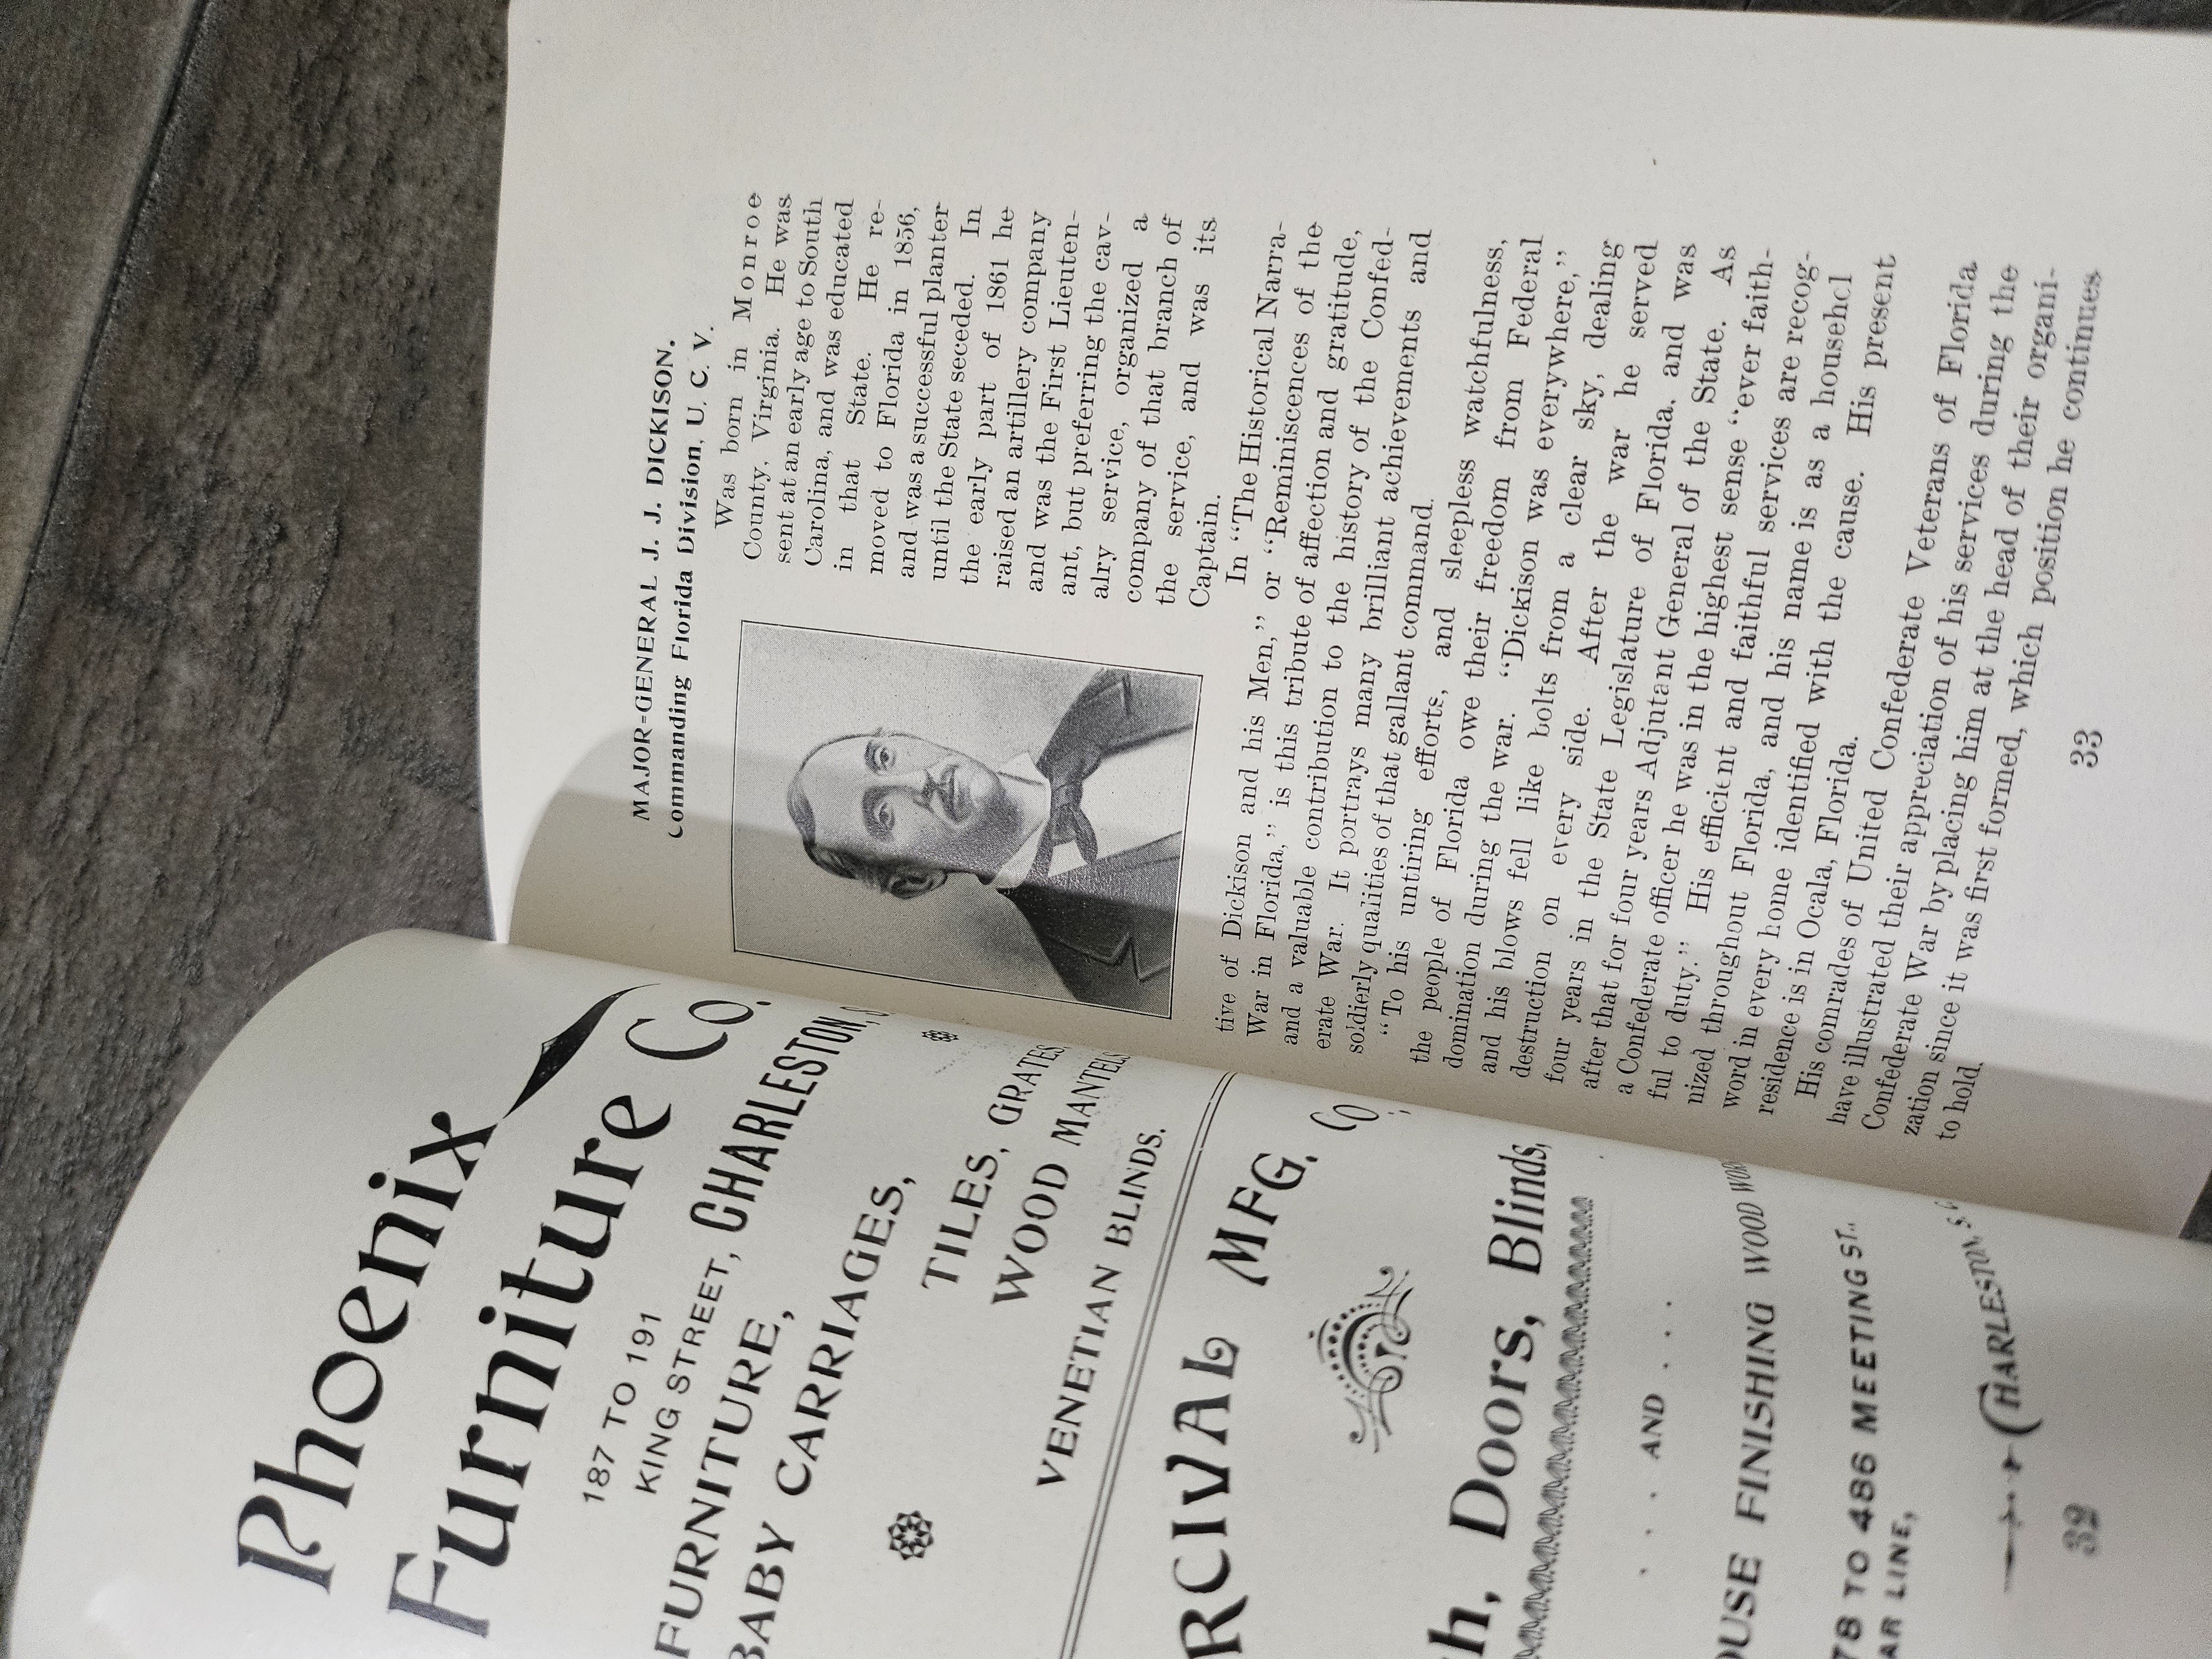 Phoenix
Furniture Co.
187 TO 191
KING STREET, CHARLESTON,
FURNITURE,
BABY CARRIAGES,
TILES, GRATES,
WOOD MANTELS
VENETIAN BLINDS.
RCIVAL MFG. Co.
Doors, Blinds,
. . . AND . . .
OUSE FINISHING WOOD WORK
78 TO 486 MEETING ST.,
AR LINE,
CHARLESTON, S. C.
32
MAJOR-GENERAL J. J. DICKISON.
Commanding Florida Division, U. C. V.
Was born in Monroe
County, Virginia. He was
sent at an early age to South
Carolina, and was educated
in that State. He re-
moved to Florida in 1856,
and was a successful planter
until the State seceded. In
the early part of 1861 he
raised an artillery company
and was the First Lieuten-
ant, but preferring the cav-
alry service, organized a
company of that branch of
the service, and was its
Captain.
In “The Historical Narra-
tive of Dickison and his Men,” or “Reminiscences of the
War in Florida,” is this tribute of affection and gratitude,
and a valuable contribution to the history of the Confed-
erate War. It portrays many brilliant achievements and
soldierly qualities of that gallant command.
“To his untiring efforts, and sleepless watchfulness,
the people of Florida owe their freedom from Federal
domination during the war. “Dickison was everywhere,”
and his blows fell like bolts from a clear sky, dealing
destruction on every side. After the war he served
four years in the State Legislature of Florida, and was
after that for four years Adjutant General of the State. As
a Confederate officer he was in the highest sense “ever faith-
ful to duty.” His efficient and faithful services are recog-
nized throughout Florida, and his name is as a househcl
word in every home identified with the cause. His present
residence is in Ocala, Florida.
His comrades of United Confederate Veterans of Florida
have illustrated their appreciation of his services during the
Confederate War by placing him at the head of their organi-
zation since it was first formed, which position he continues
to hold.
33